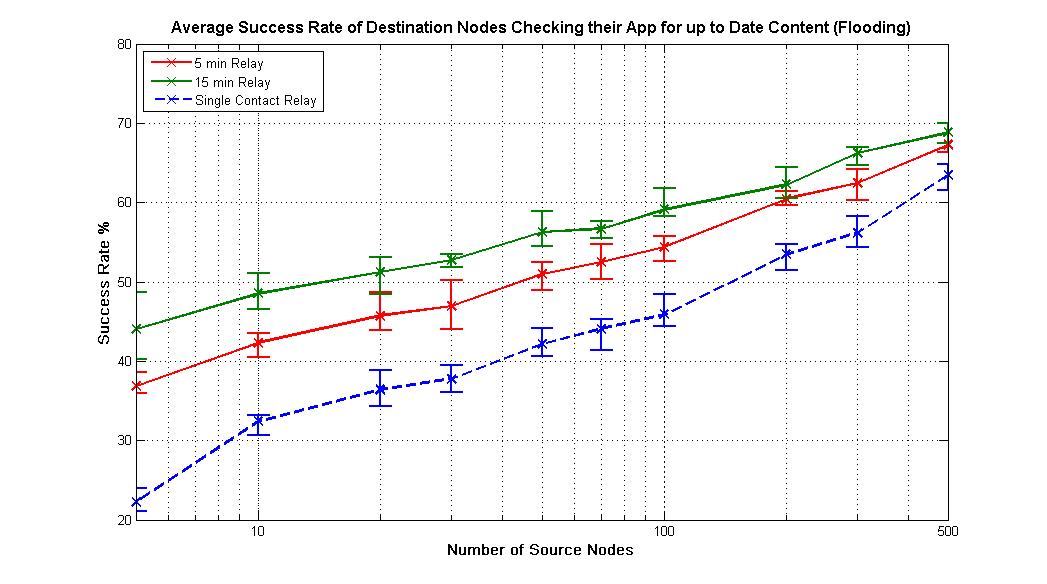 Average Success Rate of Destination Nodes Checking their App for up to Date Content (Flooding)
80
5 min Relay
15 min Relay
Single Contact Relay
70
60
50
40
30
20
Success Rate %
10
100
500
Number of Source Nodes